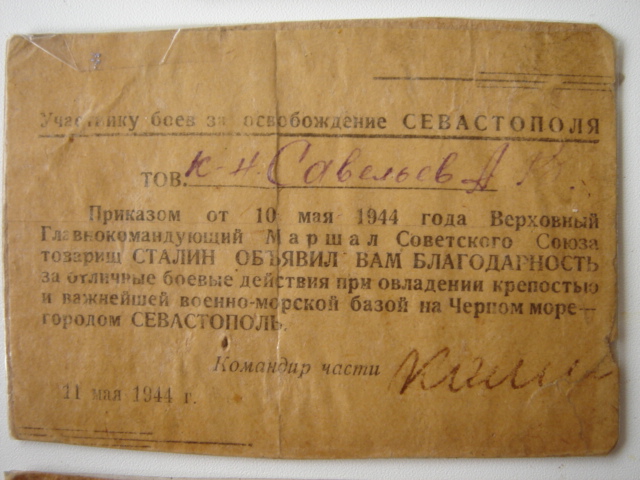 Участнику боев за освобождение СЕВАСТОПОЛЯ
ТОВ. к-н Савельев А
Приказом от 10 мая 1944 года Верховный
Главнокомандующий Маршал Советского Союза
товарищ СТАЛИН ОБЪЯВИЛ ВАМ БЛАГОДАРНОСТЬ
за отличные боевые действия при овладении крепостью
и важнейшей военно-морской базой на Черном море—
городом СЕВАСТОПОЛЬ.
Командир части
11 мая 1944 г.